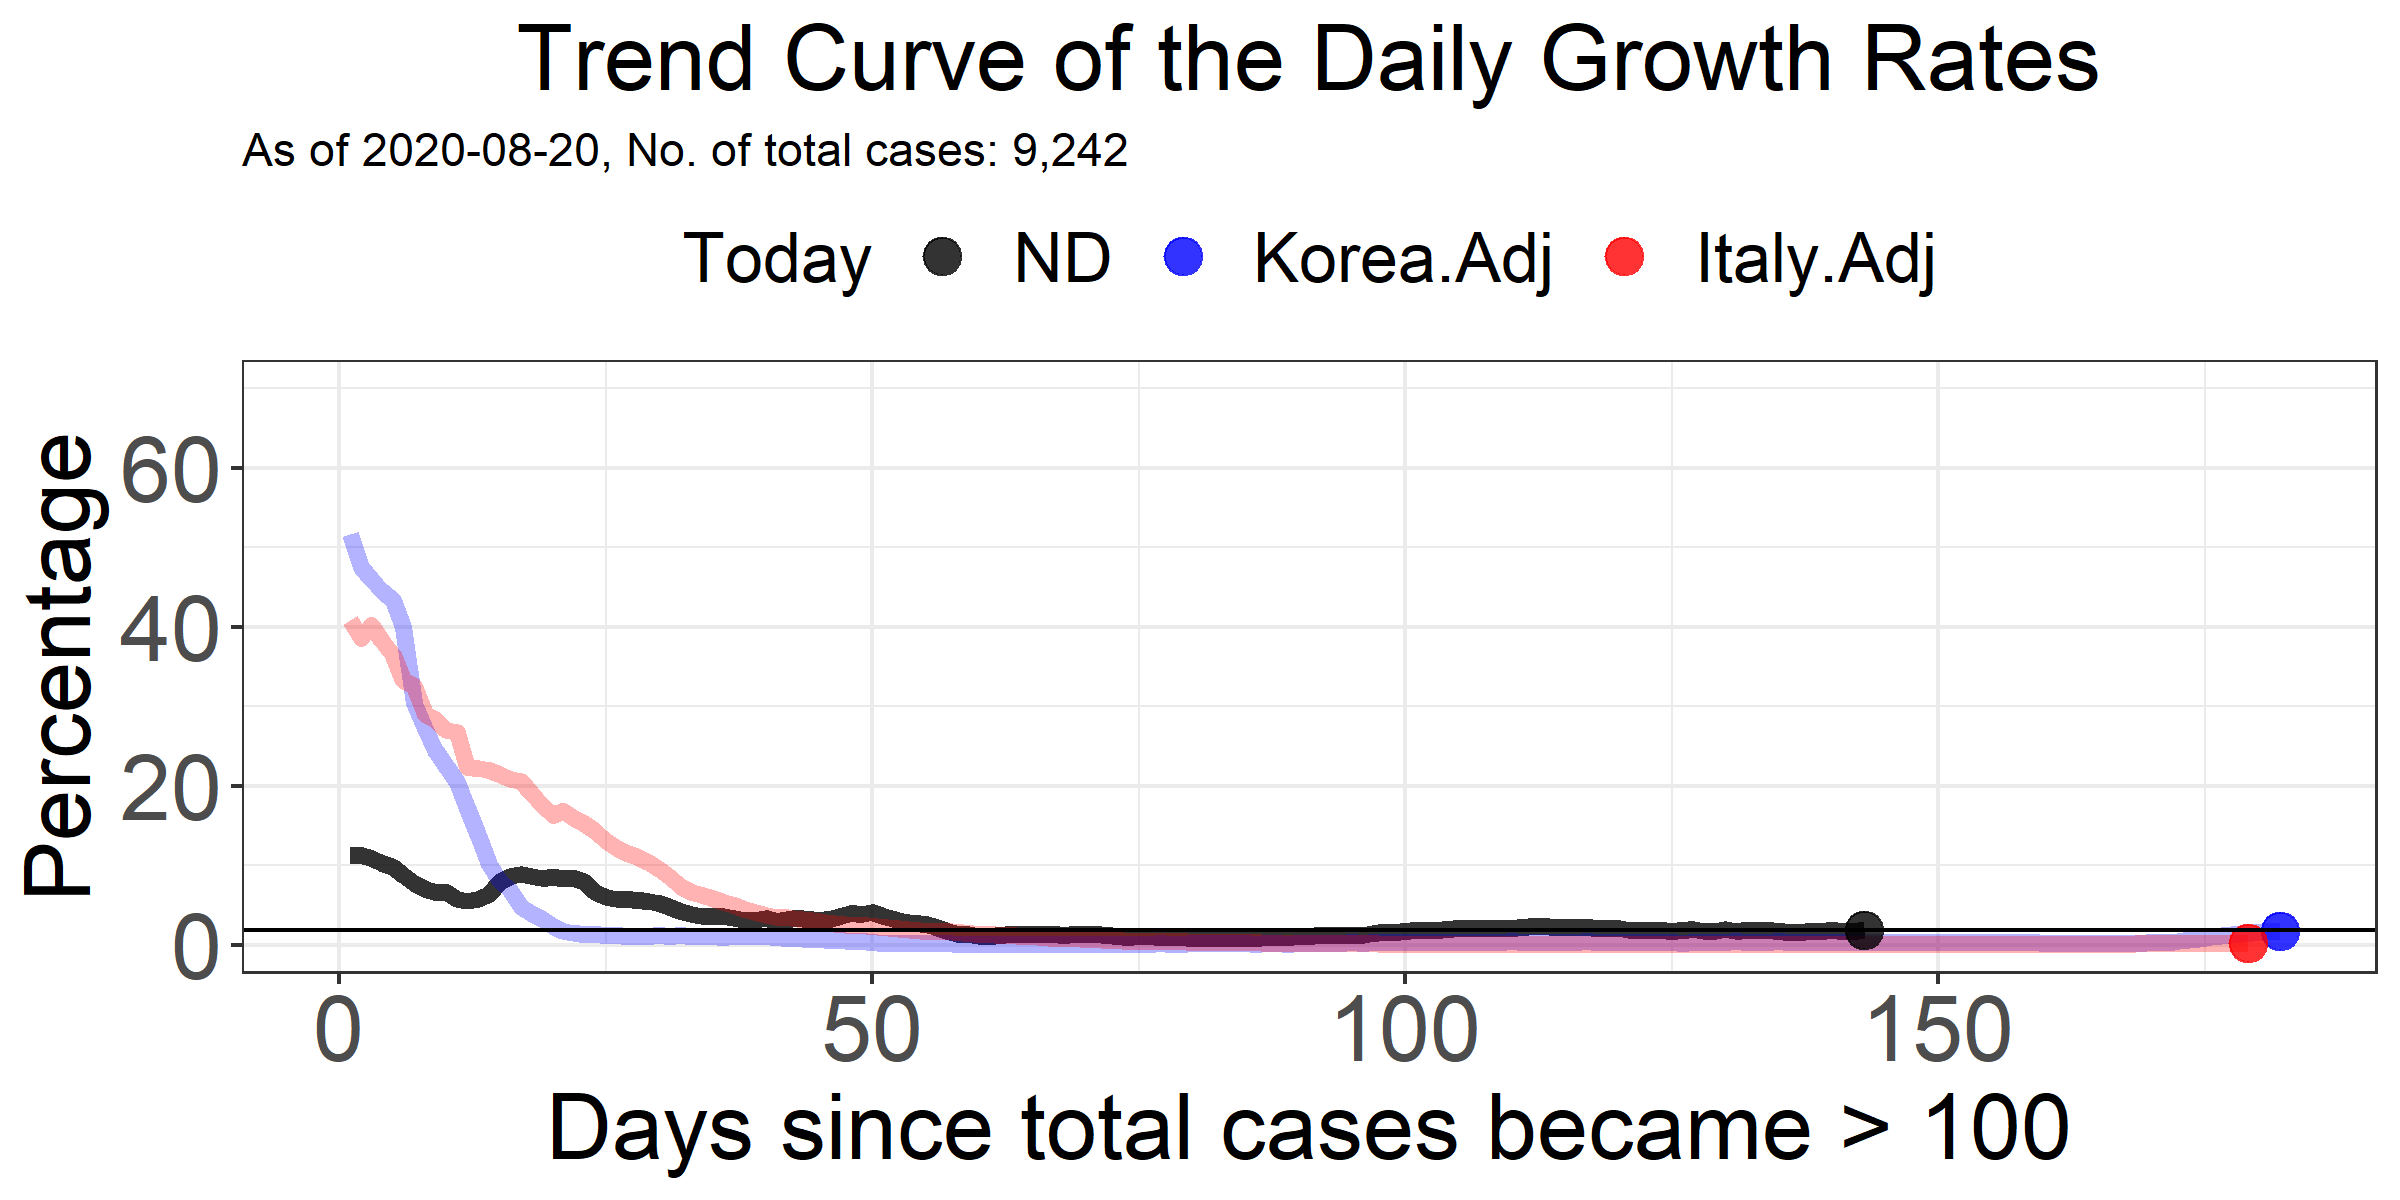 Trend Curve of the Daily Growth Rates
As of 2020-08-20, No. of total cases: 9,242
Today ND Korea.Adj Italy.Adj
Percentage
60
40
20
0
0 50 100 150
Days since total cases became > 100